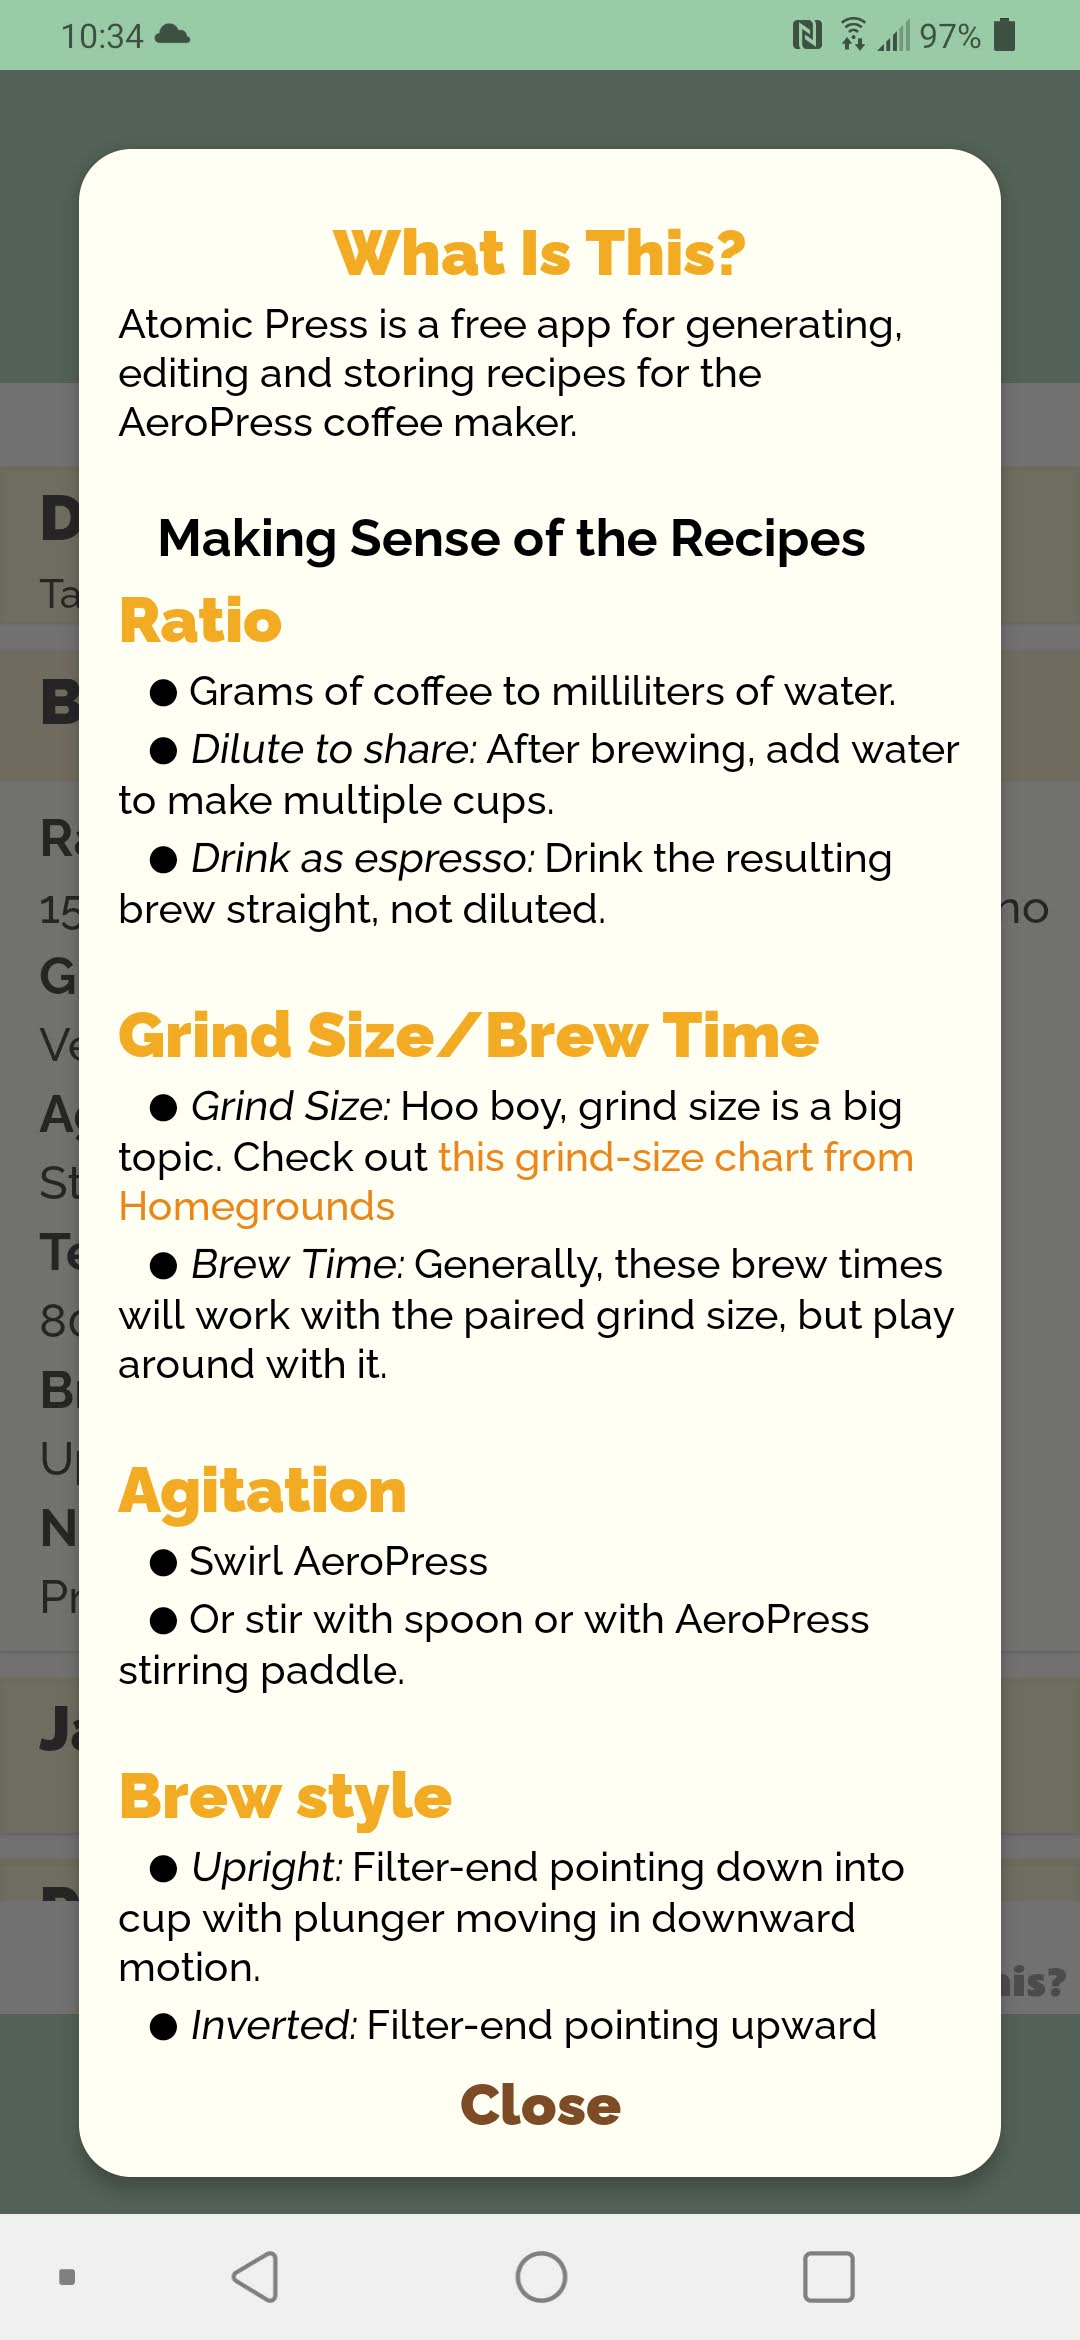 10:34 97%
What Is This?
Atomic Press is a free app for generating,
editing and storing recipes for the
AeroPress coffee maker.
Making Sense of the Recipes
Ratio
● Grams of coffee to milliliters of water.
● Dilute to share: After brewing, add water
to make multiple cups.
● Drink as espresso: Drink the resulting
brew straight, not diluted.
Grind Size/Brew Time
● Grind Size: Hoo boy, grind size is a big
topic. Check out this grind-size chart from
Homegrounds
● Brew Time: Generally, these brew times
will work with the paired grind size, but play
around with it.
Agitation
● Swirl AeroPress
● Or stir with spoon or with AeroPress
stirring paddle.
Brew style
● Upright: Filter-end pointing down into
cup with plunger moving in downward
motion.
● Inverted: Filter-end pointing upward
Close